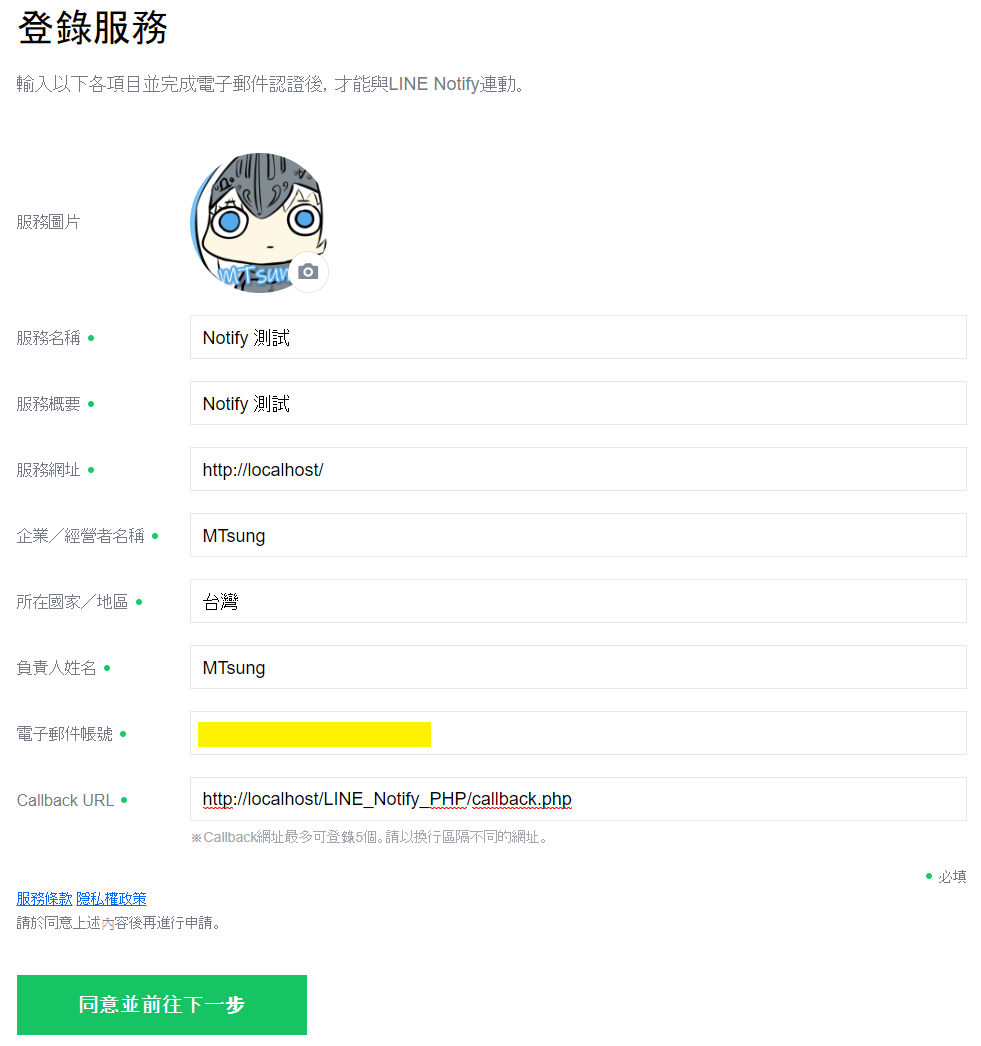 登錄服務
輸入以下各項目並完成電子郵件認證後，才能與LINE Notify連動。
服務圖片
mTsun
服務名稱
Notify 測試
服務概要
Notify 測試
服務網址
http://localhost/
企業／經營者名稱
MTsung
所在國家／地區
台灣
負責人姓名
MTsung
電子郵件帳號
Callback URL
http://localhost/LINE_Notify_PHP/callback.php
※Callback網址最多可登錄5個。請以換行區隔不同的網址。
必填
服務條款 隱私權政策
請於同意上述內容後再進行申請。
同意並前往下一步